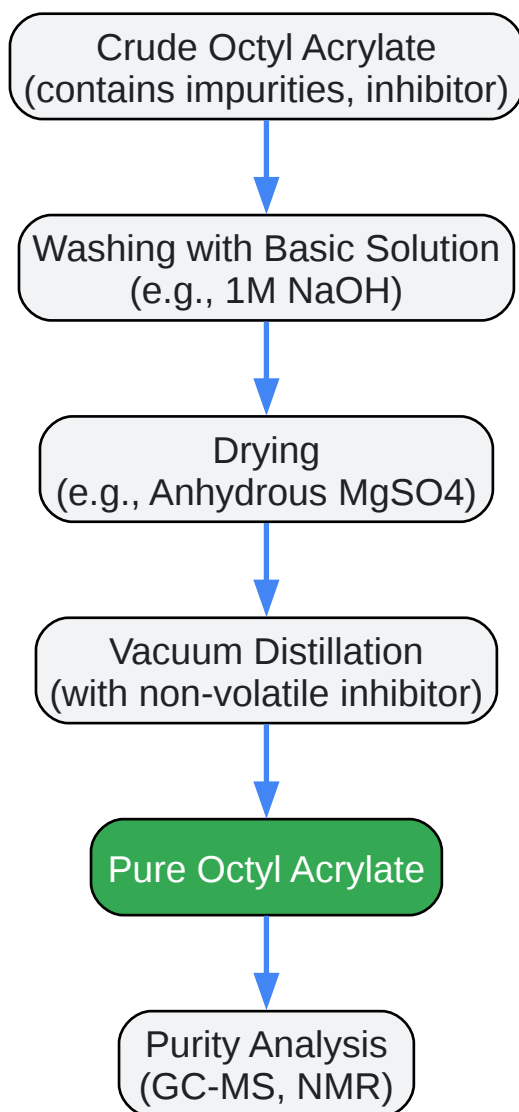 Crude Octyl Acrylate
(contains impurities, inhibitor)
Washing with Basic Solution
(e.g., 1M NaOH)
Drying
(e.g., Anhydrous MgSO4)
Vacuum Distillation
(with non-volatile inhibitor)
Pure Octyl Acrylate
Purity Analysis
(GC-MS, NMR)